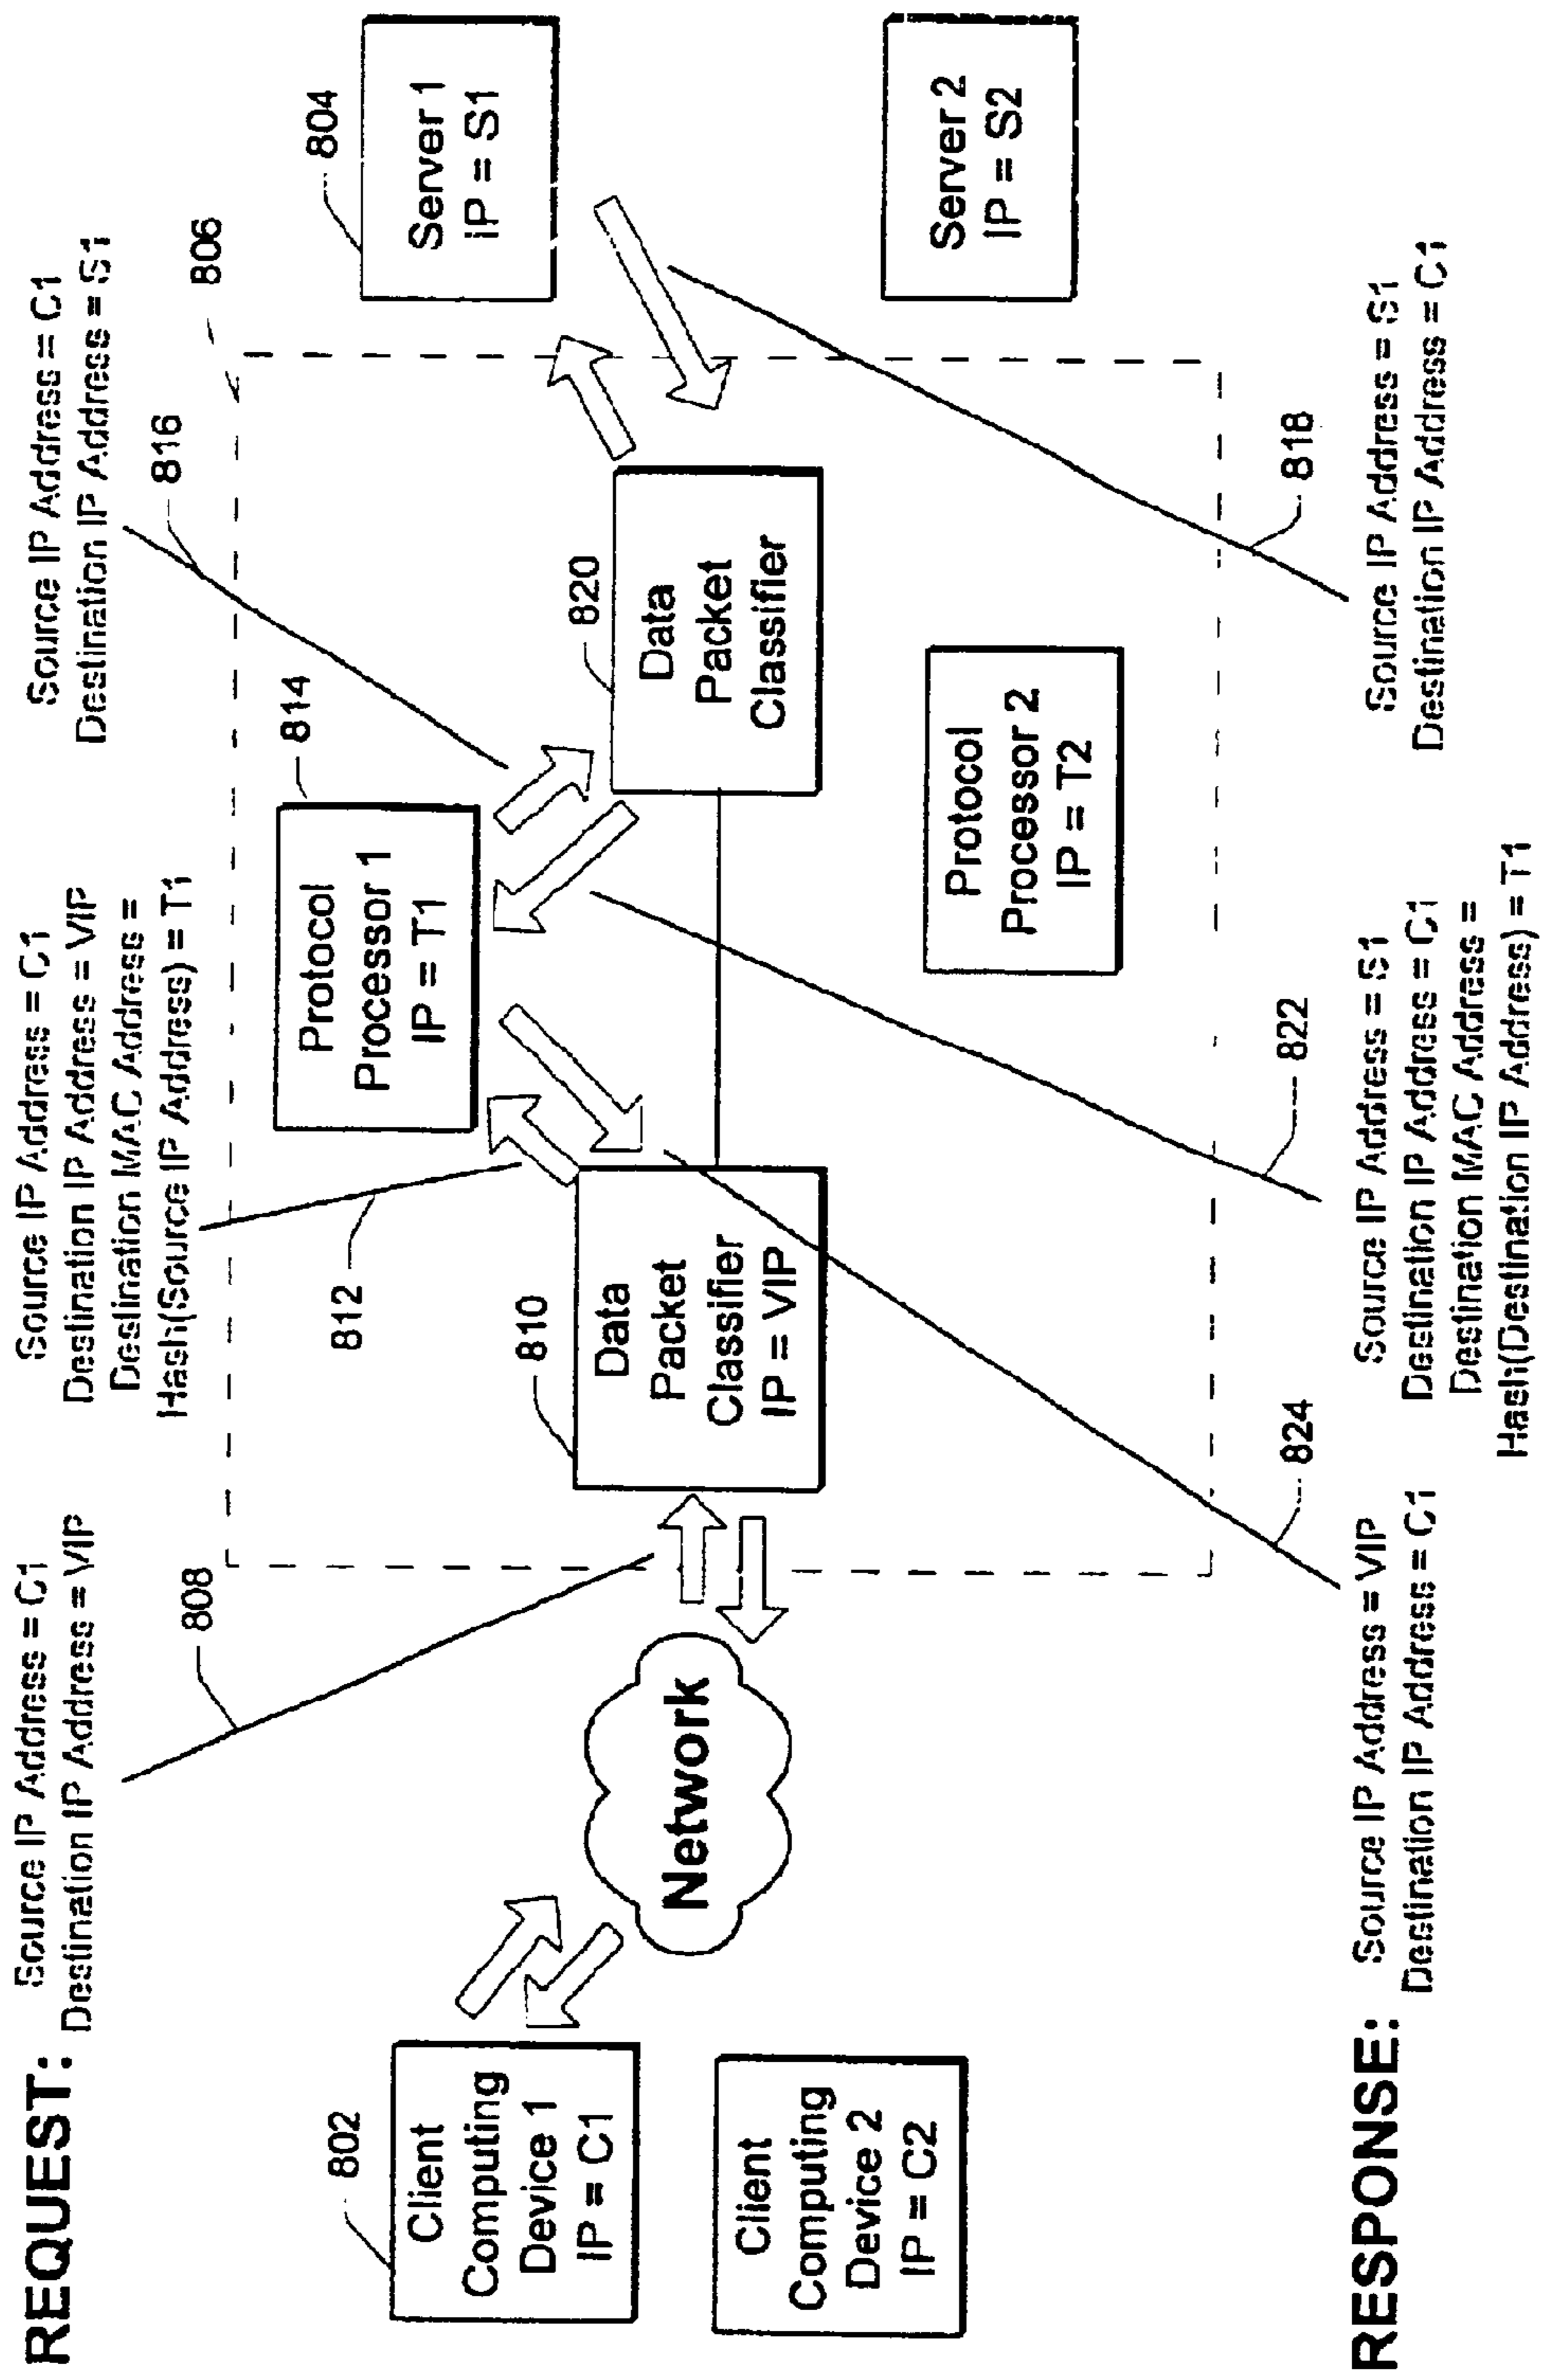 REQUEST:
Source IP Address = C1
Destination IP Address = VIP
808
Source IP Address = C1
Destination IP Address = VIP
Destination MAC Address =
Hash(Source IP Address) = T1
812
Source IP Address = C1
Destination IP Address = S1
816
806
802
Client
Computing
Device 1
IP = C1
Client
Computing
Device 2
IP = C2
Network
810
Data
Packet
Classifier
IP = VIP
814
Protocol
Processor 1
IP = T1
820
Data
Packet
Classifier
Protocol
Processor 2
IP = T2
804
Server 1
IP = S1
Server 2
IP = S2
RESPONSE:
824
Source IP Address = VIP
Destination IP Address = C1
822
Source IP Address = S1
Destination IP Address = C1
Destination MAC Address =
Hash(Destination IP Address) = T1
818
Source IP Address = S1
Destination IP Address = C1